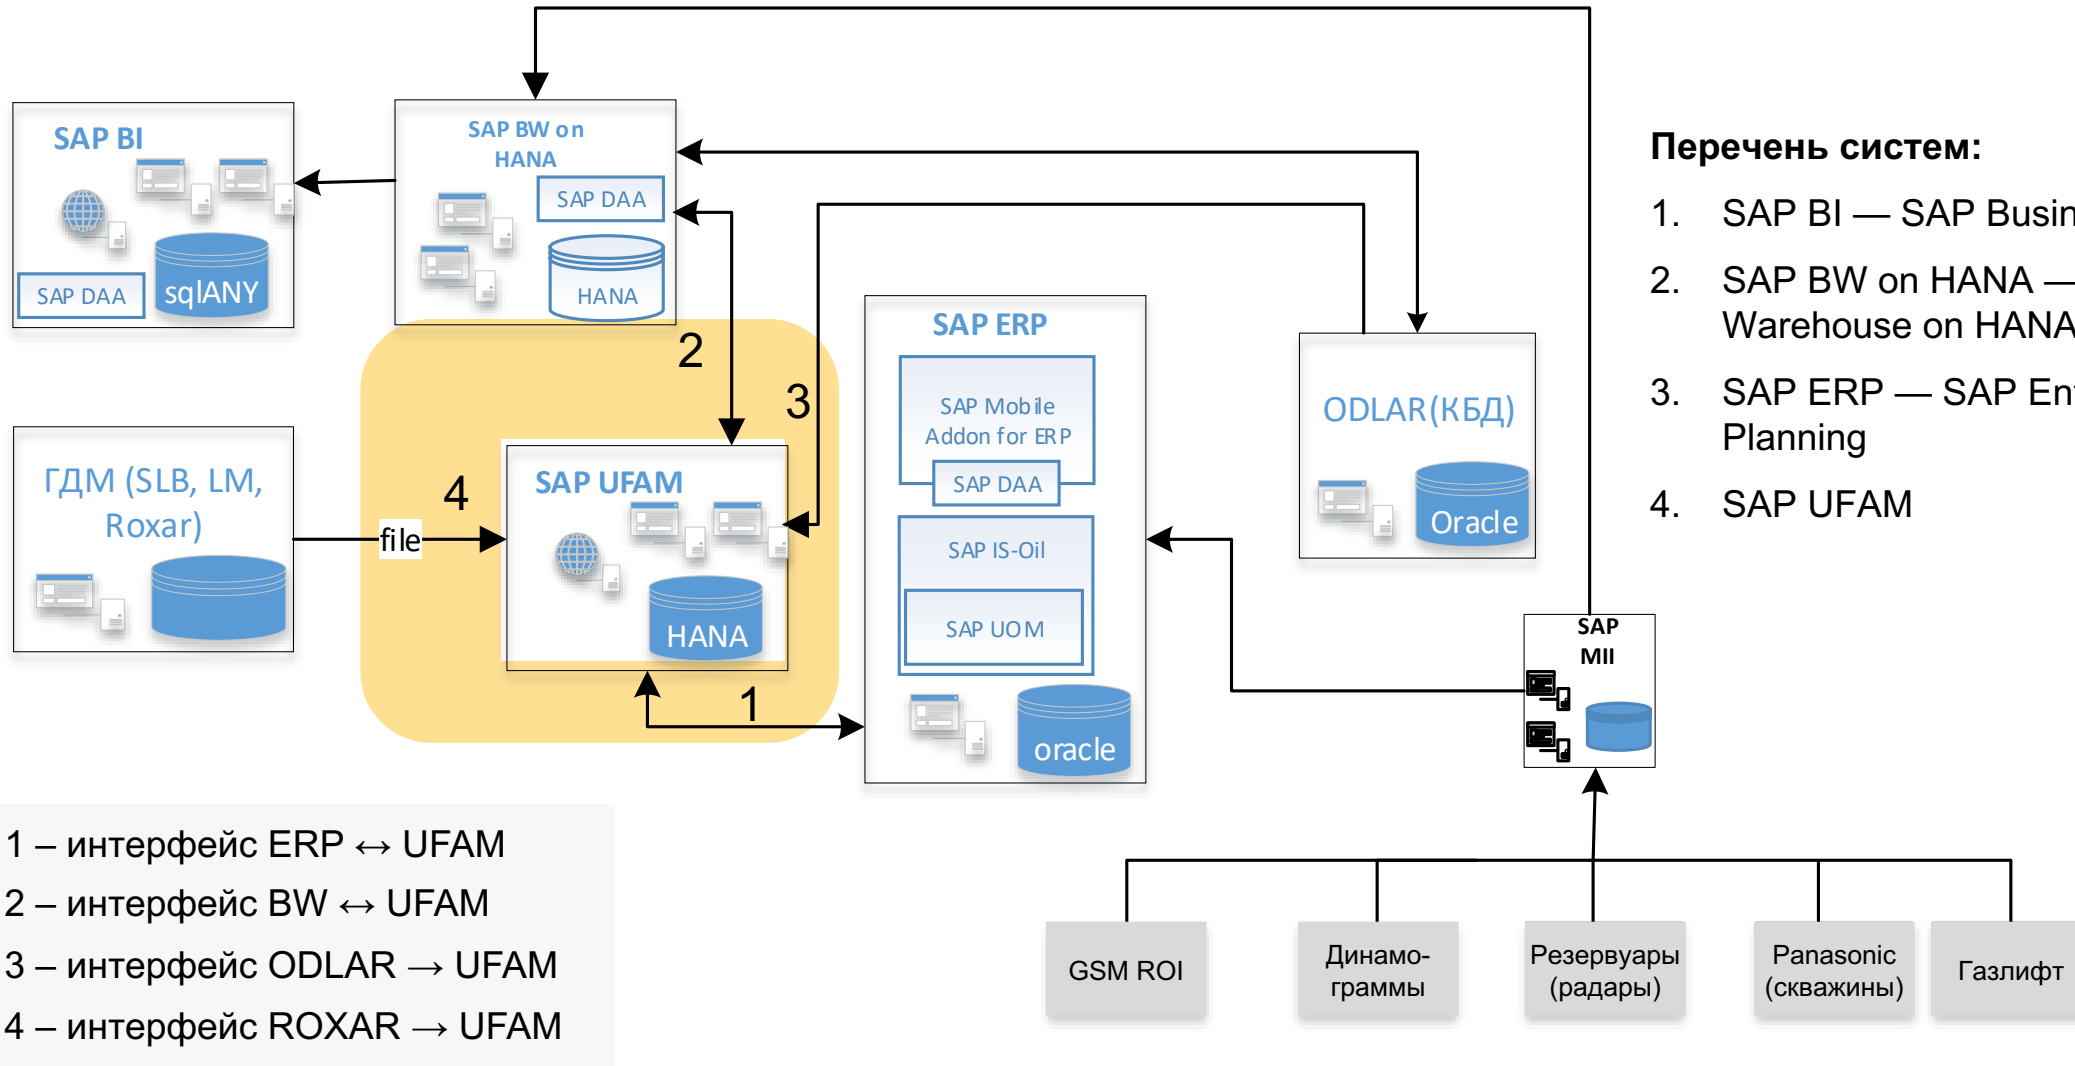 SAP BI
SAP DAA
sqlANY
SAP BW on
HANA
SAP DAA
HANA
2
3
ГДМ (SLB, LM,
Roxar)
file
4
SAP UFAM
HANA
1
SAP ERP
SAP Mobile
Addon for ERP
SAP DAA
SAP IS-Oil
SAP UOM
oracle
ODLAR(КБД)
Oracle
SAP
MII
Перечень систем:
1. SAP BI — SAP Busin
2. SAP BW on HANA —
Warehouse on HANA
3. SAP ERP — SAP En
Planning
4. SAP UFAM
1 – интерфейс ERP ↔ UFAM
2 – интерфейс BW ↔ UFAM
3 – интерфейс ODLAR → UFAM
4 – интерфейс ROXAR → UFAM
GSM ROI
Динамо-
граммы
Резервуары
(радары)
Panasonic
(скважины)
Газлифт